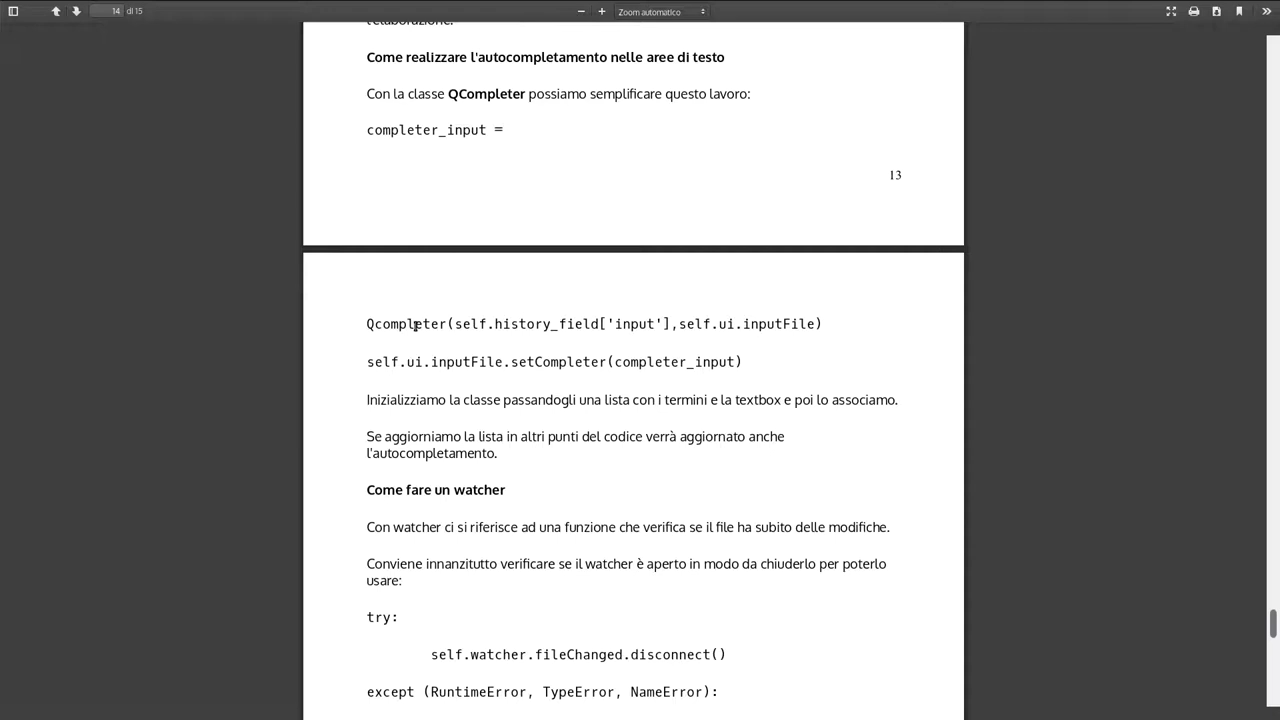 14 di 15 Zoom automatico
l'elaborazione.
Come realizzare l'autocompletamento nelle aree di testo
Con la classe QCompleter possiamo semplificare questo lavoro:
completer_input =
13
Qcompleter(self.history_field['input'],self.ui.inputFile)
self.ui.inputFile.setCompleter(completer_input)
Inizializziamo la classe passandogli una lista con i termini e la textbox e poi lo associamo.
Se aggiorniamo la lista in altri punti del codice verrà aggiornato anche
l'autocompletamento.
Come fare un watcher
Con watcher ci si riferisce ad una funzione che verifica se il file ha subito delle modifiche.
Conviene innanzitutto verificare se il watcher è aperto in modo da chiuderlo per poterlo
usare:
try:
self.watcher.fileChanged.disconnect()
except (RuntimeError, TypeError, NameError):